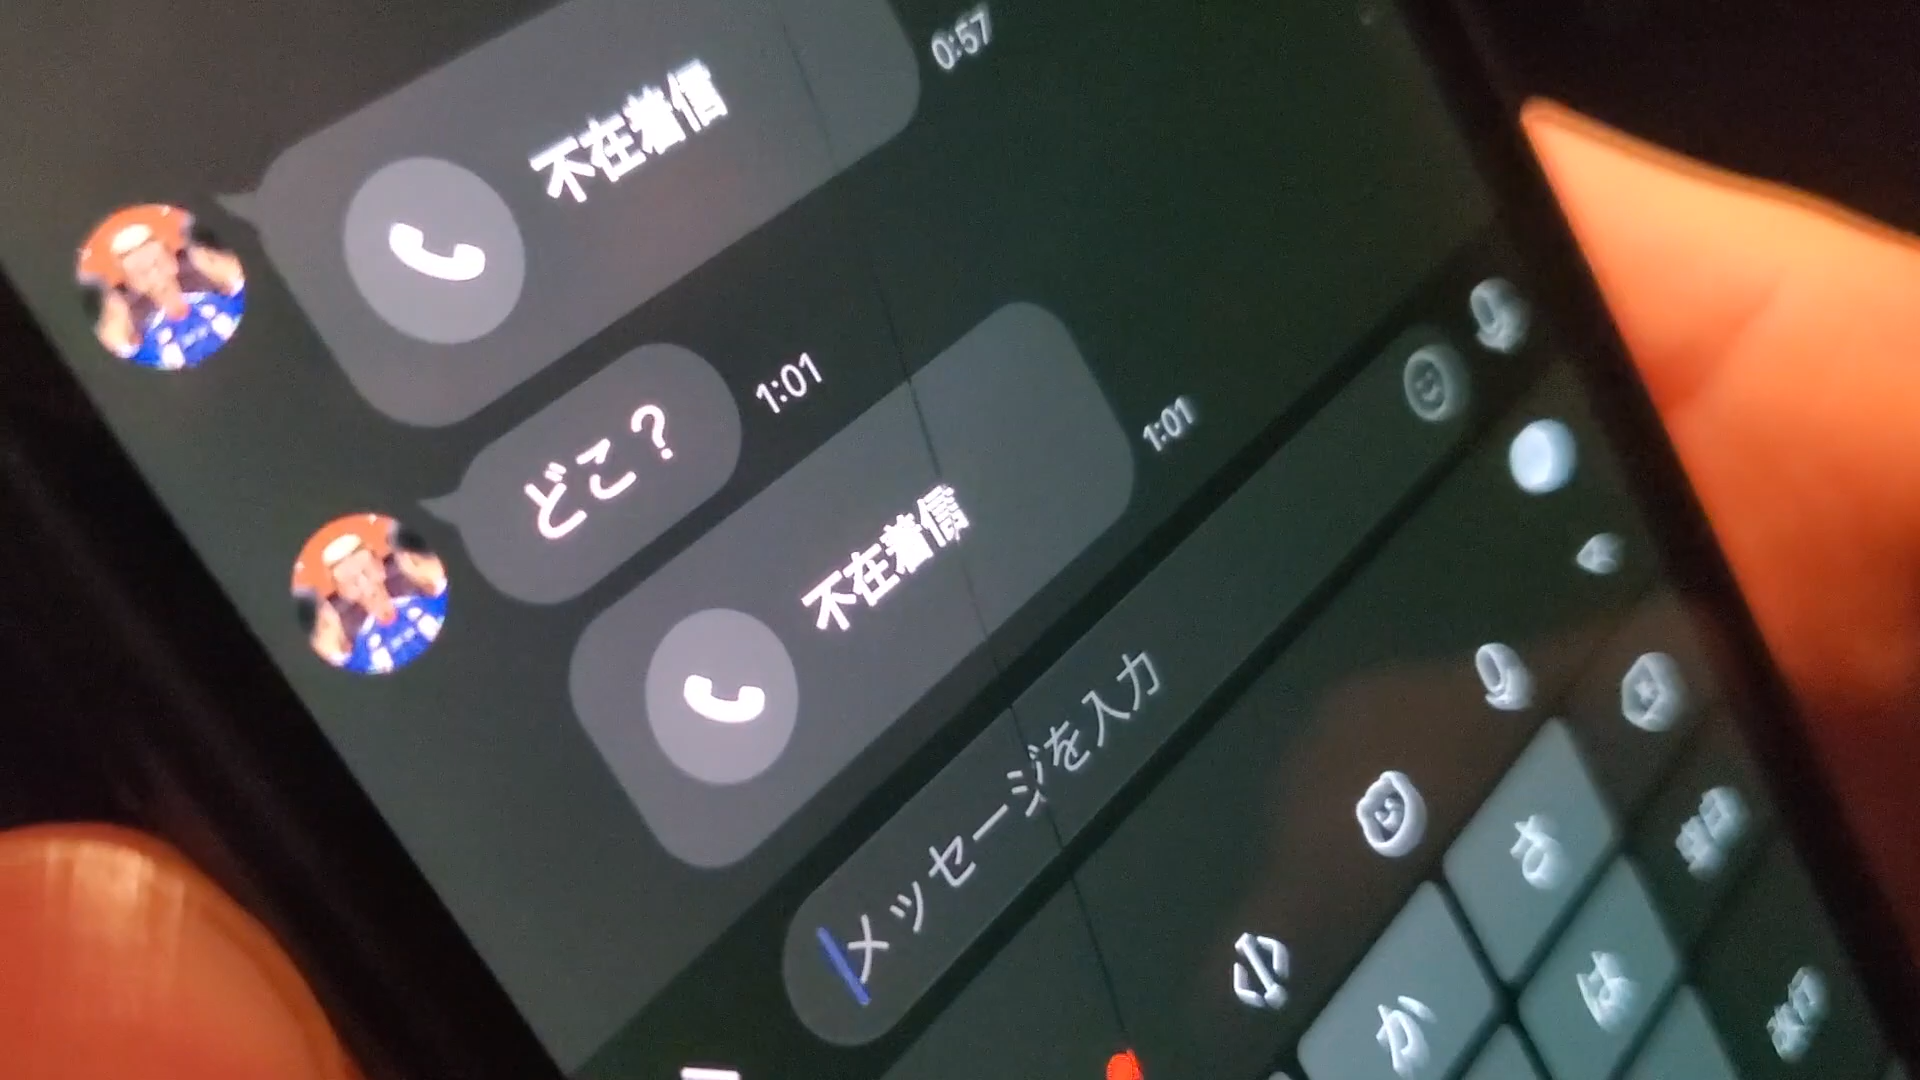 不在着信
0:57
どこ？
1:01
不在着信
1:01
メッセージを入力
さ
か
は